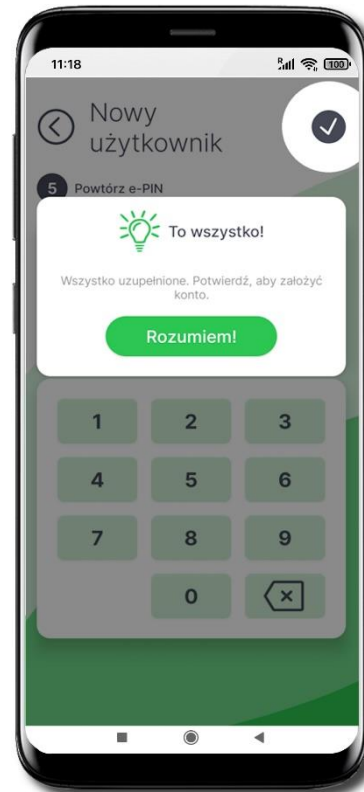 11:18
R
100
Nowy
użytkownik
5 Powtórz e-PIN
To wszystko!
Wszystko uzupełnione. Potwierdź, aby założyć
konto.
Rozumiem!
1 2 3
4 5 6
7 8 9
0